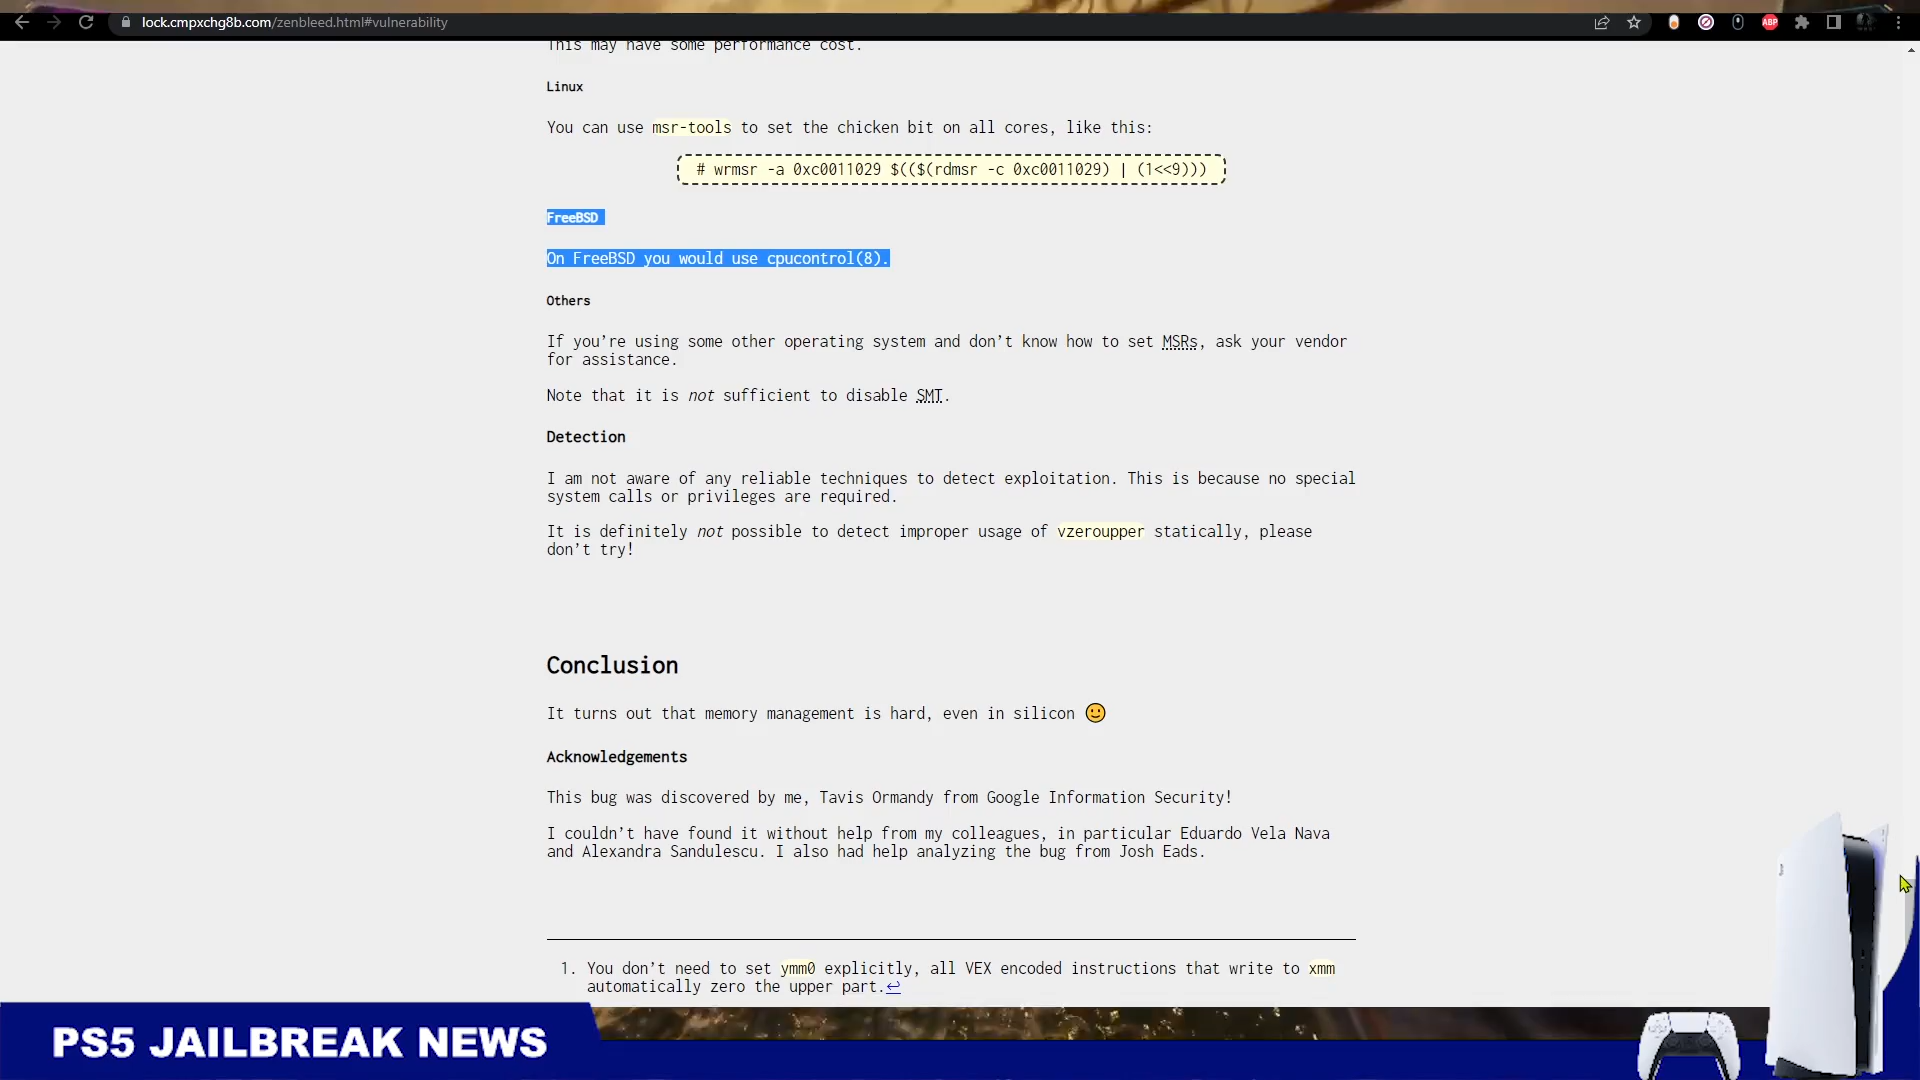 lock.cmpxchg8b.com/zenbleed.html#vulnerability
ABP
This may have some performance cost.
Linux
You can use msr-tools to set the chicken bit on all cores, like this:
# wrmsr -a 0xc0011029 $(($(rdmsr -c 0xc0011029) | (1<<9)))
FreeBSD
On FreeBSD you would use cpucontrol(8).
Others
If you’re using some other operating system and don’t know how to set MSRs, ask your vendor
for assistance.
Note that it is not sufficient to disable SMT.
Detection
I am not aware of any reliable techniques to detect exploitation. This is because no special
system calls or privileges are required.
It is definitely not possible to detect improper usage of vzeroupper statically, please
don’t try!
Conclusion
It turns out that memory management is hard, even in silicon 🙂
Acknowledgements
This bug was discovered by me, Tavis Ormandy from Google Information Security!
I couldn’t have found it without help from my colleagues, in particular Eduardo Vela Nava
and Alexandra Sandulescu. I also had help analyzing the bug from Josh Eads.
1. You don’t need to set ymm0 explicitly, all VEX encoded instructions that write to xmm
automatically zero the upper part.↩
PS5 JAILBREAK NEWS